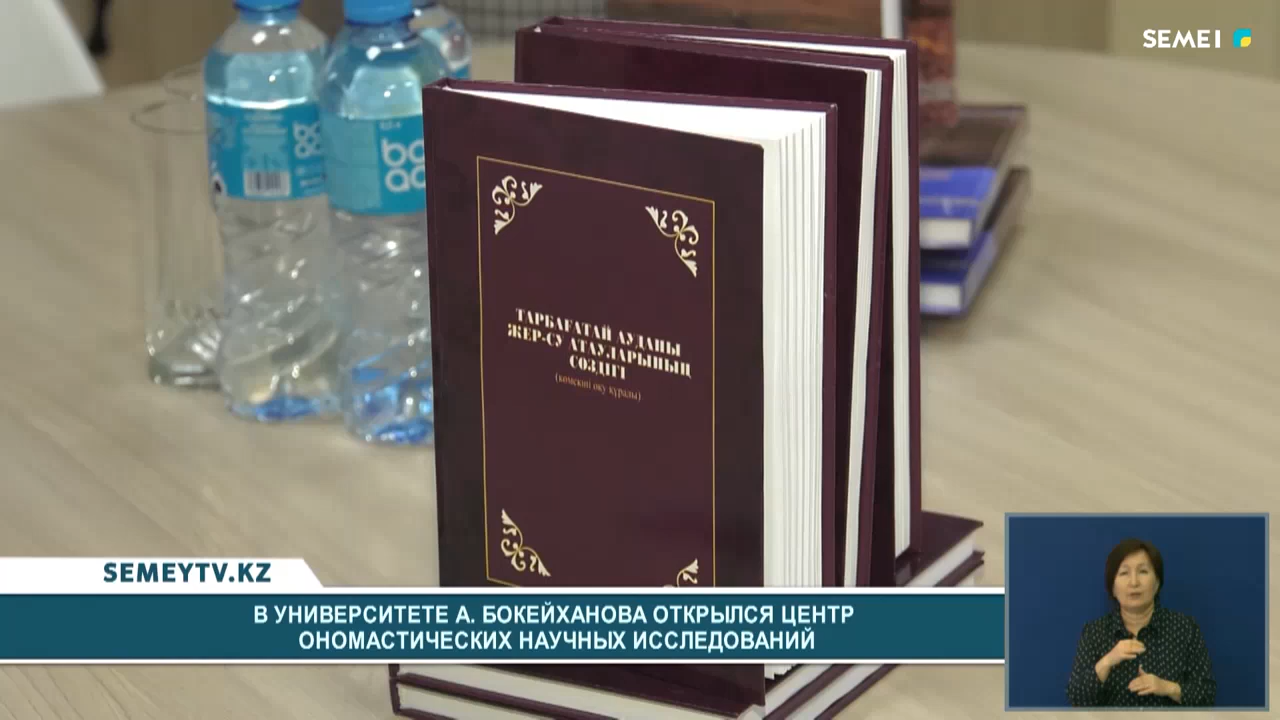 SEMEI
ТАРБАҒАТАЙ АУДАНЫ
ЖЕР-СУ АТАУЛАРЫНЫҢ
СӨЗДІГІ
(көмекші оқу құралы)
SEMEYTV.KZ
В УНИВЕРСИТЕТЕ А. БОКЕЙХАНОВА ОТКРЫЛСЯ ЦЕНТР
ОНОМАСТИЧЕСКИХ НАУЧНЫХ ИССЛЕДОВАНИЙ